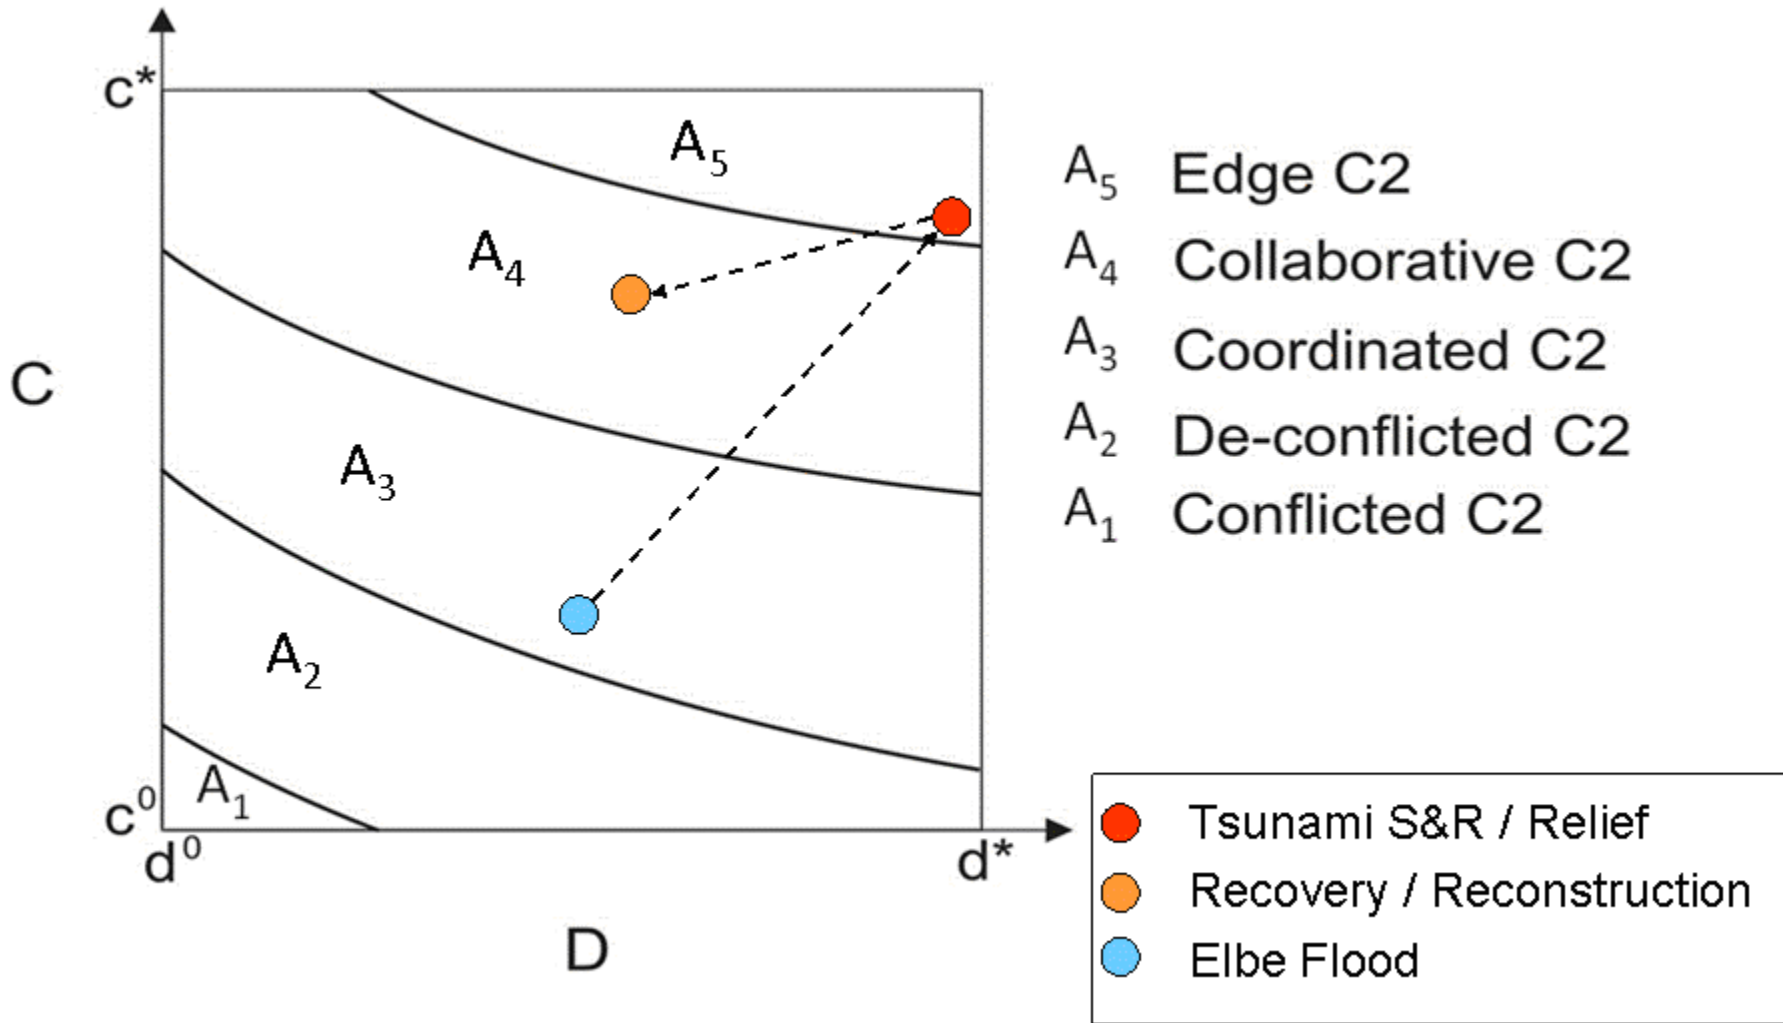 c*
A5
A4
C
A3
A2
A1
c0
d0
d*
D
A5 Edge C2
A4 Collaborative C2
A3 Coordinated C2
A2 De-conflicted C2
A1 Conflicted C2
Tsunami S&R / Relief
Recovery / Reconstruction
Elbe Flood